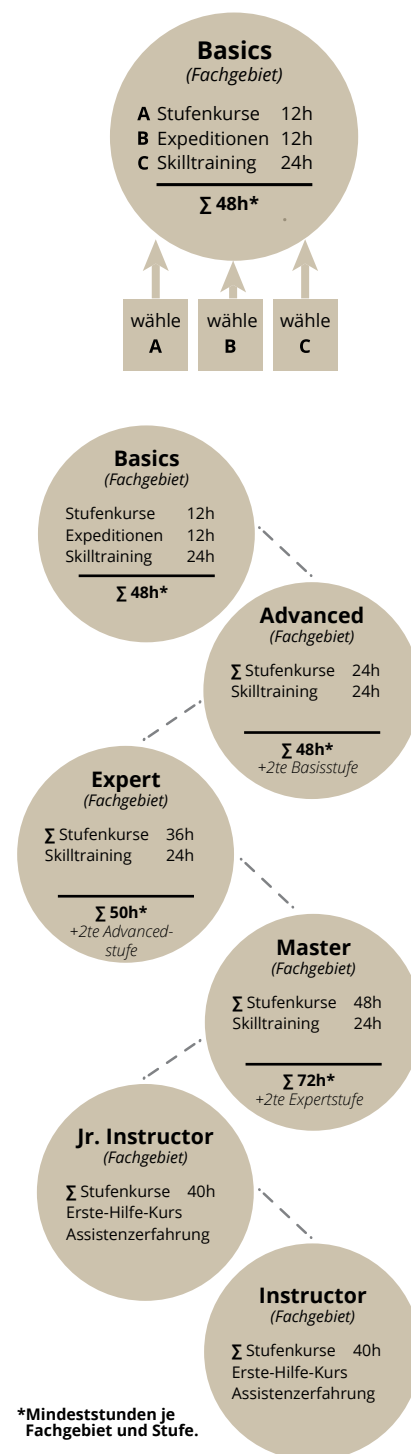 Basics
(Fachgebiet)
A Stufenkurse 12h
B Expeditionen 12h
C Skilltraining 24h
∑ 48h*
wähle A
wähle B
wähle C
Basics
(Fachgebiet)
Stufenkurse 12h
Expeditionen 12h
Skilltraining 24h
∑ 48h*
Advanced
(Fachgebiet)
∑ Stufenkurse 24h
Skilltraining 24h
∑ 48h*
+2te Basisstufe
Expert
(Fachgebiet)
∑ Stufenkurse 36h
Skilltraining 24h
∑ 50h*
+2te Advanced-
stufe
Master
(Fachgebiet)
∑ Stufenkurse 48h
Skilltraining 24h
∑ 72h*
+2te Expertstufe
Jr. Instructor
(Fachgebiet)
∑ Stufenkurse 40h
Erste-Hilfe-Kurs
Assistenzerfahrung
Instructor
(Fachgebiet)
∑ Stufenkurse 40h
Erste-Hilfe-Kurs
Assistenzerfahrung
*Mindeststunden je
Fachgebiet und Stufe.